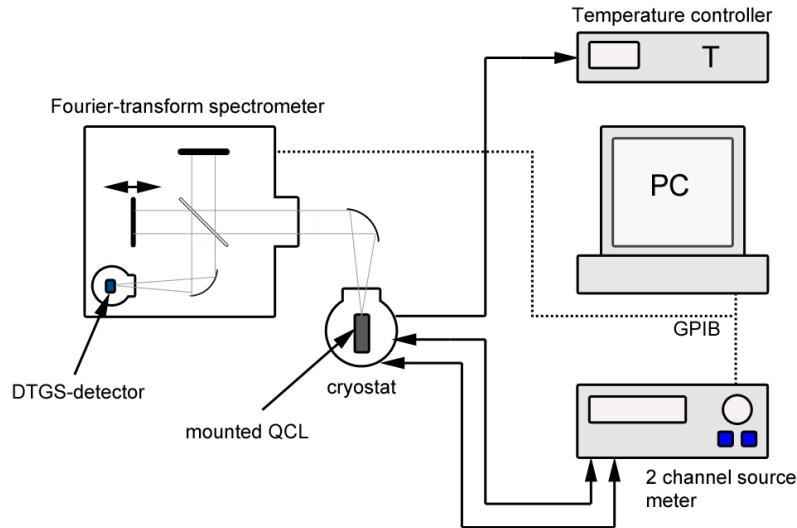 Temperature controller
T
Fourier-transform spectrometer
PC
GPIB
DTGS-detector
cryostat
mounted QCL
2 channel source
meter